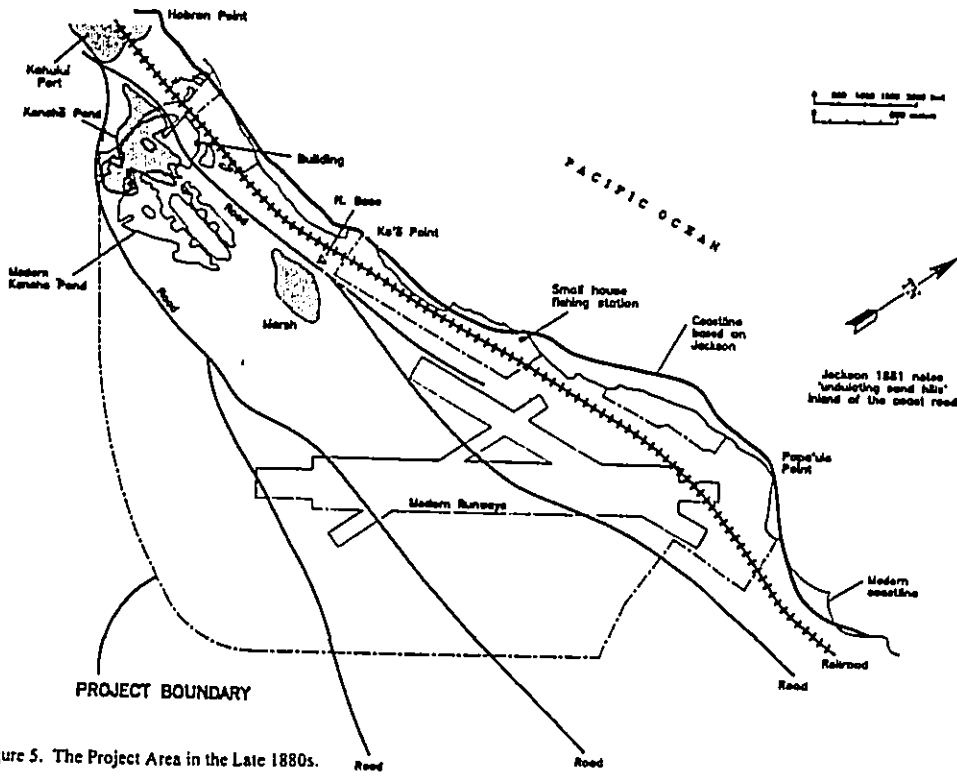 Hobron Point
Kahului
Port
Kanahā Pond
Building
PACIFIC OCEAN
Road
N. Base
Ka'ā Point
Modern
Kanaha Pond
Road
Marsh
Small house
fishing station
Coastline
based on
Jackson
Jackson 1881 notes
'undulating sand hills'
inland of the coast road
Papa'ula
Point
Modern Runways
Modern
coastline
Railroad
Road
PROJECT BOUNDARY
Road
Road
ure 5. The Project Area in the Late 1880s.